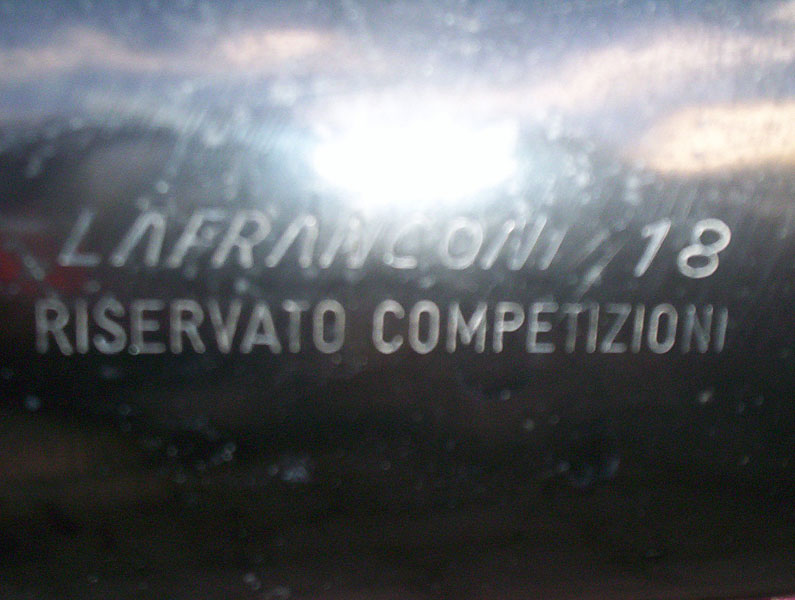 LAFRANCONI 18
RISERVATO COMPETIZIONI